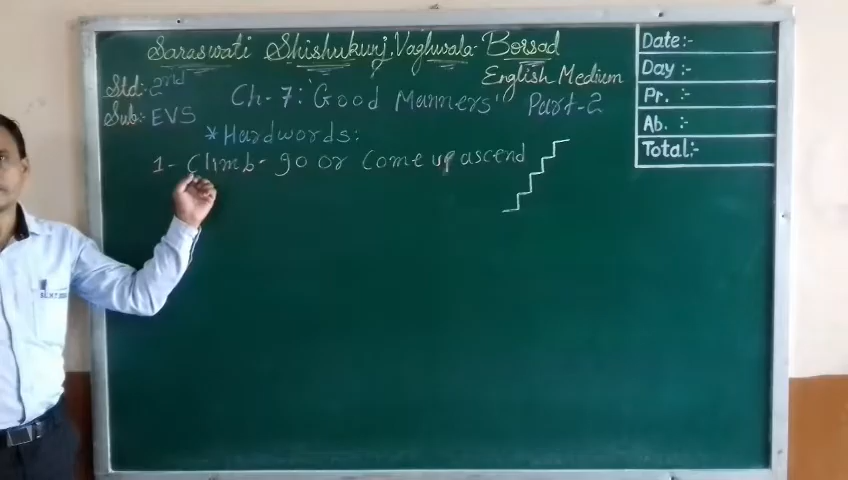 Saraswati Shishukunj.Vaghwala-Borsad
English Medium
Std:-2nd
Sub:-EVS
Ch-7: Good Manners" Part-2
*Hardwords:
1- Climb- go or Come up ascend
Date:-
Day :-
Pr. :-
Ab. :-
Total:-